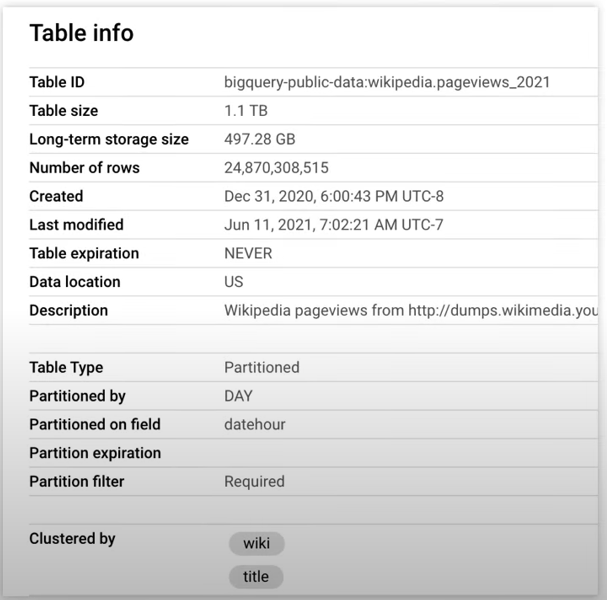 Table info
Table ID bigquery-public-data:wikipedia.pageviews_2021
Table size 1.1 TB
Long-term storage size 497.28 GB
Number of rows 24,870,308,515
Created Dec 31, 2020, 6:00:43 PM UTC-8
Last modified Jun 11, 2021, 7:02:21 AM UTC-7
Table expiration NEVER
Data location US
Description Wikipedia pageviews from http://dumps.wikimedia.you
Table Type Partitioned
Partitioned by DAY
Partitioned on field datehour
Partition expiration
Partition filter Required
Clustered by wiki
title